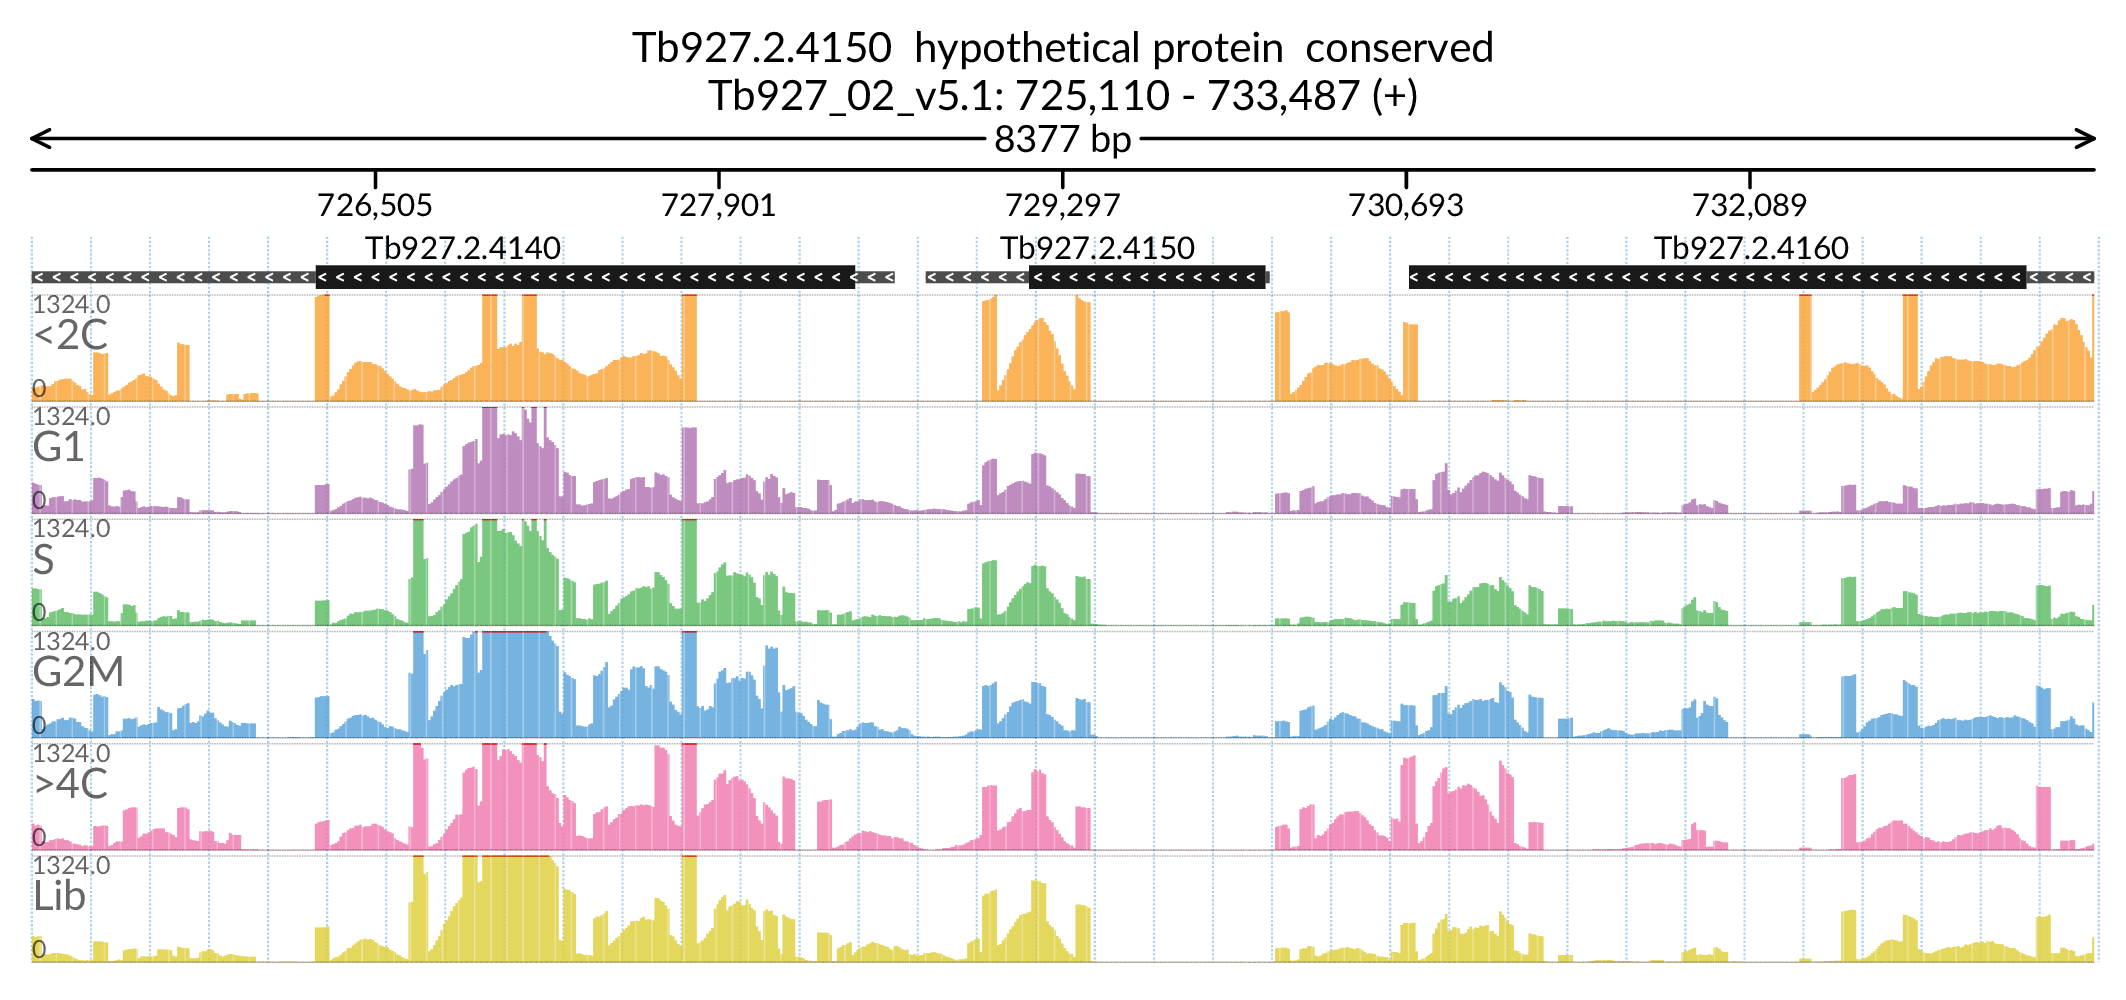 Tb927.2.4150  hypothetical protein  conserved
Tb927_02_v5.1: 725,110 - 733,487 (+)
8377 bp
726,505 727,901 729,297 730,693 732,089
Tb927.2.4140 Tb927.2.4150 Tb927.2.4160
1324.0
<2C
0
1324.0
G1
0
1324.0
S
0
1324.0
G2M
0
1324.0
>4C
0
1324.0
Lib
0